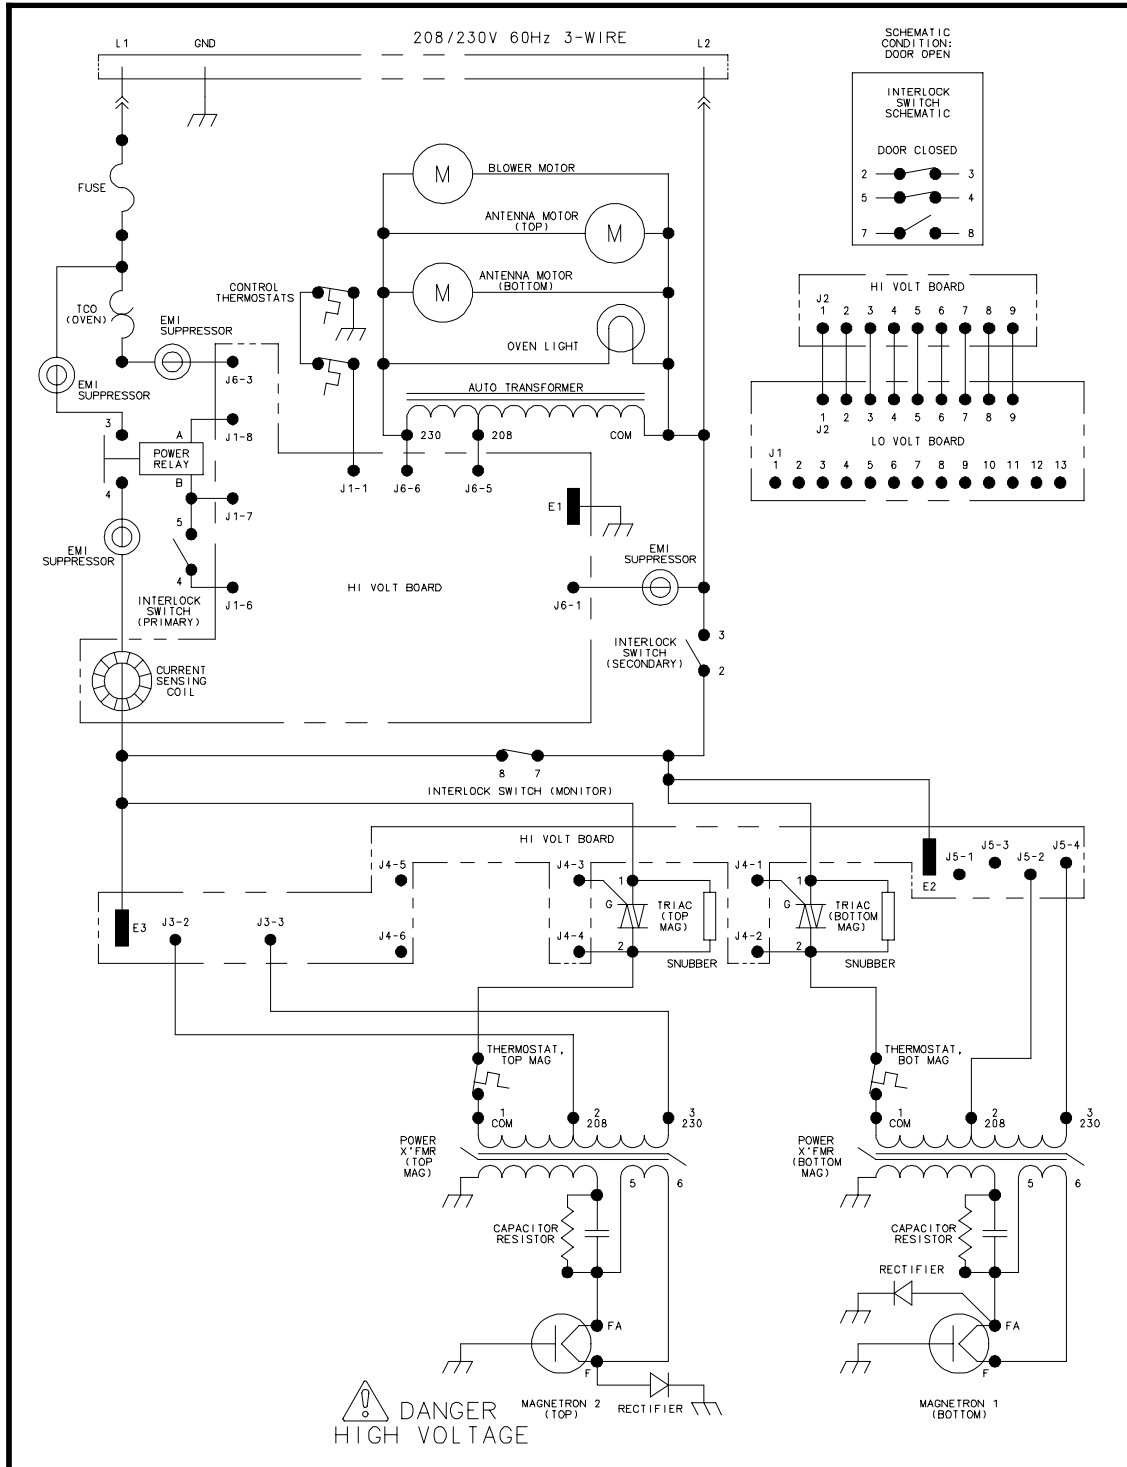 208/230V 60Hz 3-WIRE
L1
GND
L2
SCHEMATIC
CONDITION:
DOOR OPEN
INTERLOCK
SWITCH
SCHEMATIC
DOOR CLOSED
2 3
5 4
7 8
FUSE
BLOWER MOTOR
M
ANTENNA MOTOR
(TOP)
M
ANTENNA MOTOR
(BOTTOM)
M
CONTROL
THERMOSTATS
TCO
(OVEN)
EMI
SUPPRESSOR
OVEN LIGHT
EMI
SUPPRESSOR
J6-3
AUTO TRANSFORMER
3
A
J1-8
230
208
COM
POWER
RELAY
4
B
J1-1
J6-6
J6-5
J1-7
E1
5
EMI
SUPPRESSOR
4
J1-6
INTERLOCK
SWITCH
(PRIMARY)
HI VOLT BOARD
EMI
SUPPRESSOR
J6-1
3
INTERLOCK
SWITCH
(SECONDARY)
2
CURRENT
SENSING
COIL
HI VOLT BOARD
J2
1 2 3 4 5 6 7 8 9
1 2 3 4 5 6 7 8 9
J2
LO VOLT BOARD
J1
1 2 3 4 5 6 7 8 9 10 11 12 13
8 7
INTERLOCK SWITCH (MONITOR)
HI VOLT BOARD
J4-5
J4-3
J4-1
J5-1
J5-3
J5-2
J5-4
E2
1
G
TRIAC
(TOP
MAG)
2
1
G
TRIAC
(BOTTOM
MAG)
2
E3
J3-2
J3-3
J4-6
J4-4
J4-2
SNUBBER
SNUBBER
THERMOSTAT,
TOP MAG
THERMOSTAT,
BOT MAG
1
COM
2
208
3
230
1
COM
2
208
3
230
POWER
X'FMR
(TOP
MAG)
5 6
POWER
X'FMR
(BOTTOM
MAG)
5 6
CAPACITOR
RESISTOR
CAPACITOR
RESISTOR
RECTIFIER
FA
F
FA
F
MAGNETRON 2
(TOP)
RECTIFIER
MAGNETRON 1
(BOTTOM)
DANGER
HIGH VOLTAGE